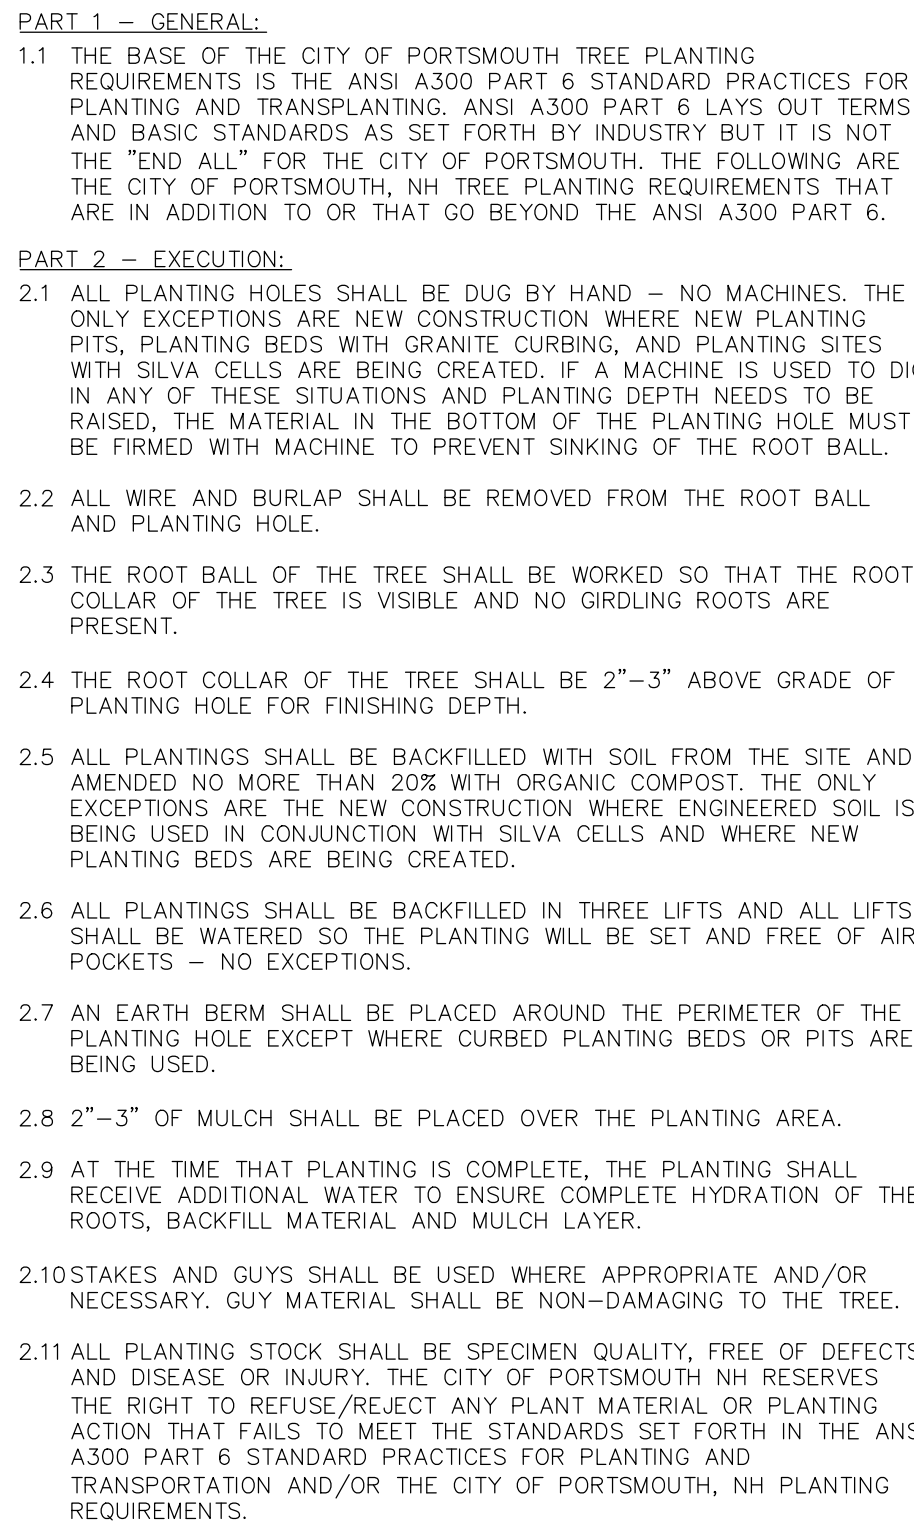 PART 1 – GENERAL:
1.1 THE BASE OF THE CITY OF PORTSMOUTH TREE PLANTING
REQUIREMENTS IS THE ANSI A300 PART 6 STANDARD PRACTICES FOR
PLANTING AND TRANSPLANTING. ANSI A300 PART 6 LAYS OUT TERMS
AND BASIC STANDARDS AS SET FORTH BY INDUSTRY BUT IT IS NOT
THE "END ALL" FOR THE CITY OF PORTSMOUTH. THE FOLLOWING ARE
THE CITY OF PORTSMOUTH, NH TREE PLANTING REQUIREMENTS THAT
ARE IN ADDITION TO OR THAT GO BEYOND THE ANSI A300 PART 6.
PART 2 – EXECUTION:
2.1 ALL PLANTING HOLES SHALL BE DUG BY HAND – NO MACHINES. THE
ONLY EXCEPTIONS ARE NEW CONSTRUCTION WHERE NEW PLANTING
PITS, PLANTING BEDS WITH GRANITE CURBING, AND PLANTING SITES
WITH SILVA CELLS ARE BEING CREATED. IF A MACHINE IS USED TO DIG
IN ANY OF THESE SITUATIONS AND PLANTING DEPTH NEEDS TO BE
RAISED, THE MATERIAL IN THE BOTTOM OF THE PLANTING HOLE MUST
BE FIRMED WITH MACHINE TO PREVENT SINKING OF THE ROOT BALL.
2.2 ALL WIRE AND BURLAP SHALL BE REMOVED FROM THE ROOT BALL
AND PLANTING HOLE.
2.3 THE ROOT BALL OF THE TREE SHALL BE WORKED SO THAT THE ROOT
COLLAR OF THE TREE IS VISIBLE AND NO GIRDLING ROOTS ARE
PRESENT.
2.4 THE ROOT COLLAR OF THE TREE SHALL BE 2"–3" ABOVE GRADE OF
PLANTING HOLE FOR FINISHING DEPTH.
2.5 ALL PLANTINGS SHALL BE BACKFILLED WITH SOIL FROM THE SITE AND
AMENDED NO MORE THAN 20% WITH ORGANIC COMPOST. THE ONLY
EXCEPTIONS ARE THE NEW CONSTRUCTION WHERE ENGINEERED SOIL IS
BEING USED IN CONJUNCTION WITH SILVA CELLS AND WHERE NEW
PLANTING BEDS ARE BEING CREATED.
2.6 ALL PLANTINGS SHALL BE BACKFILLED IN THREE LIFTS AND ALL LIFTS
SHALL BE WATERED SO THE PLANTING WILL BE SET AND FREE OF AIR
POCKETS – NO EXCEPTIONS.
2.7 AN EARTH BERM SHALL BE PLACED AROUND THE PERIMETER OF THE
PLANTING HOLE EXCEPT WHERE CURBED PLANTING BEDS OR PITS ARE
BEING USED.
2.8 2"–3" OF MULCH SHALL BE PLACED OVER THE PLANTING AREA.
2.9 AT THE TIME THAT PLANTING IS COMPLETE, THE PLANTING SHALL
RECEIVE ADDITIONAL WATER TO ENSURE COMPLETE HYDRATION OF THE
ROOTS, BACKFILL MATERIAL AND MULCH LAYER.
2.10 STAKES AND GUYS SHALL BE USED WHERE APPROPRIATE AND/OR
NECESSARY. GUY MATERIAL SHALL BE NON–DAMAGING TO THE TREE.
2.11 ALL PLANTING STOCK SHALL BE SPECIMEN QUALITY, FREE OF DEFECTS
AND DISEASE OR INJURY. THE CITY OF PORTSMOUTH NH RESERVES
THE RIGHT TO REFUSE/REJECT ANY PLANT MATERIAL OR PLANTING
ACTION THAT FAILS TO MEET THE STANDARDS SET FORTH IN THE ANS
A300 PART 6 STANDARD PRACTICES FOR PLANTING AND
TRANSPORTATION AND/OR THE CITY OF PORTSMOUTH, NH PLANTING
REQUIREMENTS.